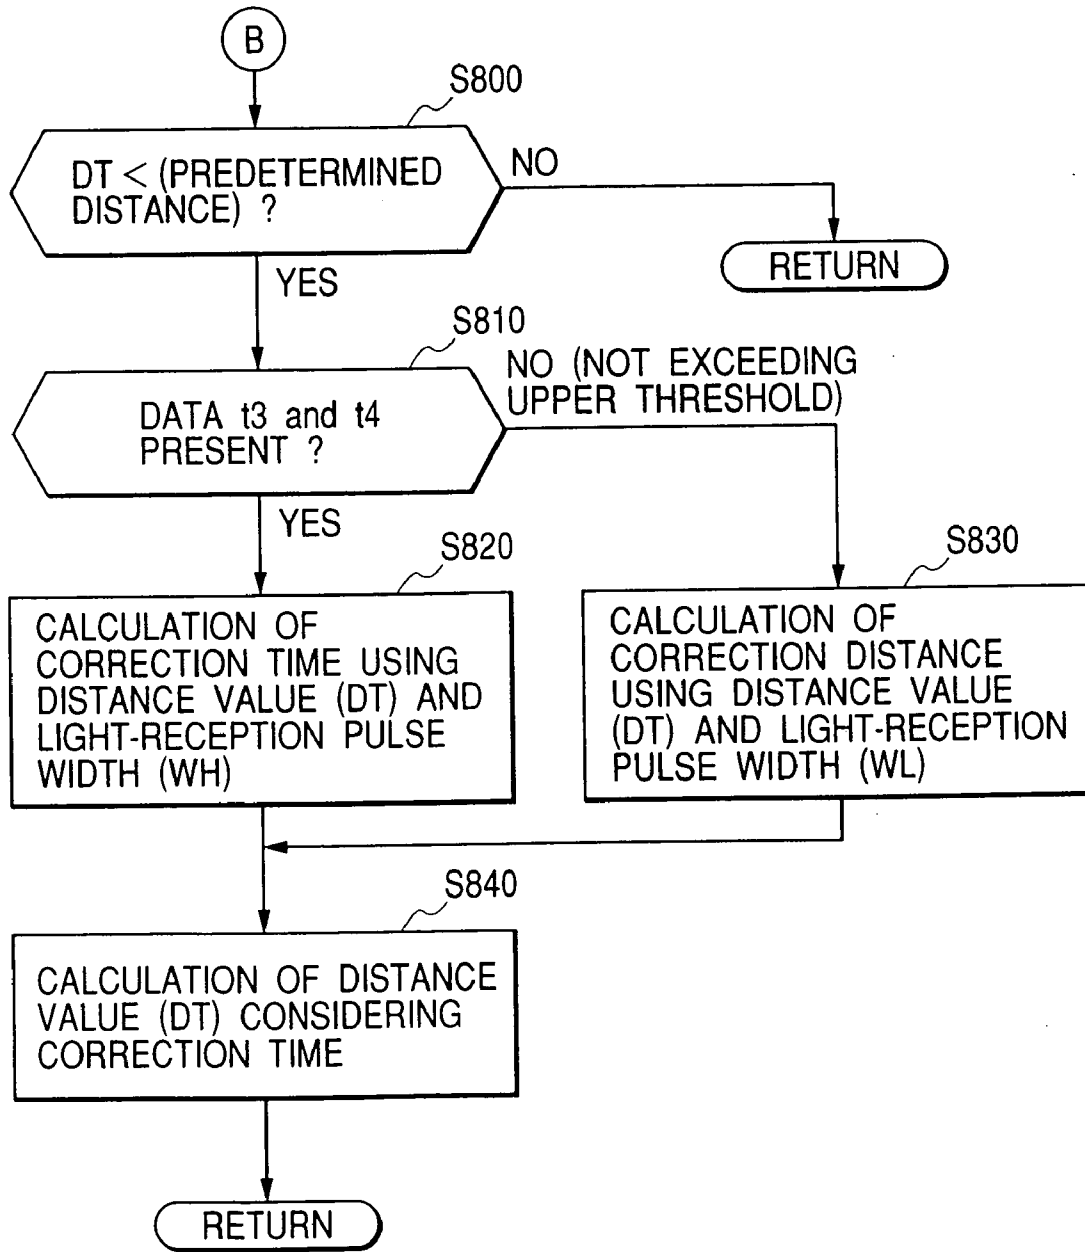 B
S800
DT < (PREDETERMINED
DISTANCE) ?
NO
RETURN
YES
S810
NO (NOT EXCEEDING
UPPER THRESHOLD)
DATA t3 and t4
PRESENT ?
YES
S820
CALCULATION OF
CORRECTION TIME USING
DISTANCE VALUE (DT) AND
LIGHT-RECEPTION PULSE
WIDTH (WH)
S830
CALCULATION OF
CORRECTION DISTANCE
USING DISTANCE VALUE
(DT) AND LIGHT-RECEPTION
PULSE WIDTH (WL)
S840
CALCULATION OF DISTANCE
VALUE (DT) CONSIDERING
CORRECTION TIME
RETURN